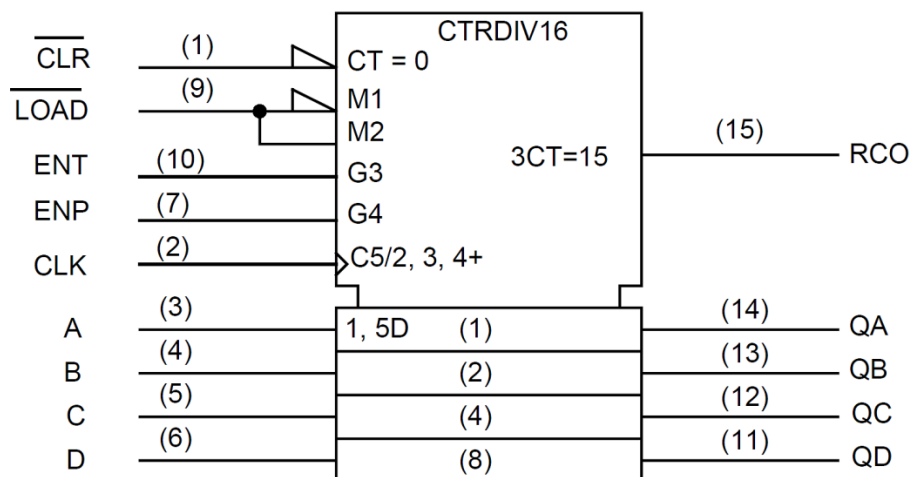 CTRDIV16
CLR (1) CT = 0
LOAD (9) M1
M2
3CT=15 (15) RCO
ENT (10) G3
ENP (7) G4
CLK (2) C5/2, 3, 4+
A (3) 1, 5D (1) (14) QA
B (4) (2) (13) QB
C (5) (4) (12) QC
D (6) (8) (11) QD